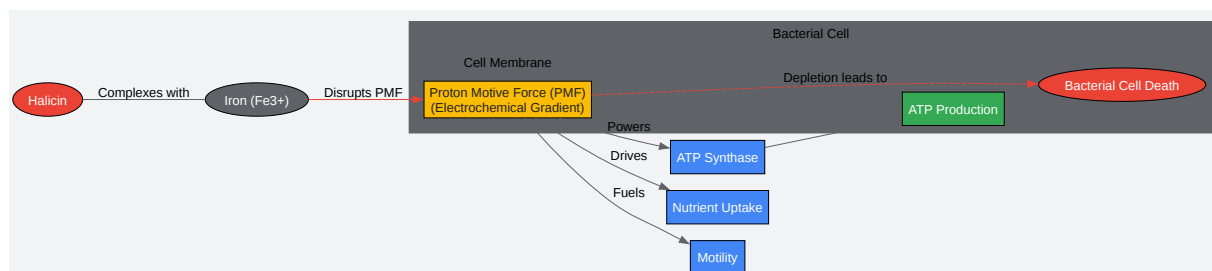 Bacterial Cell
Cell Membrane
Halicin
Complexes with
Iron (Fe3+)
Disrupts PMF
Proton Motive Force (PMF)
(Electrochemical Gradient)
Depletion leads to
Bacterial Cell Death
ATP Production
Powers
ATP Synthase
Drives
Nutrient Uptake
Fuels
Motility